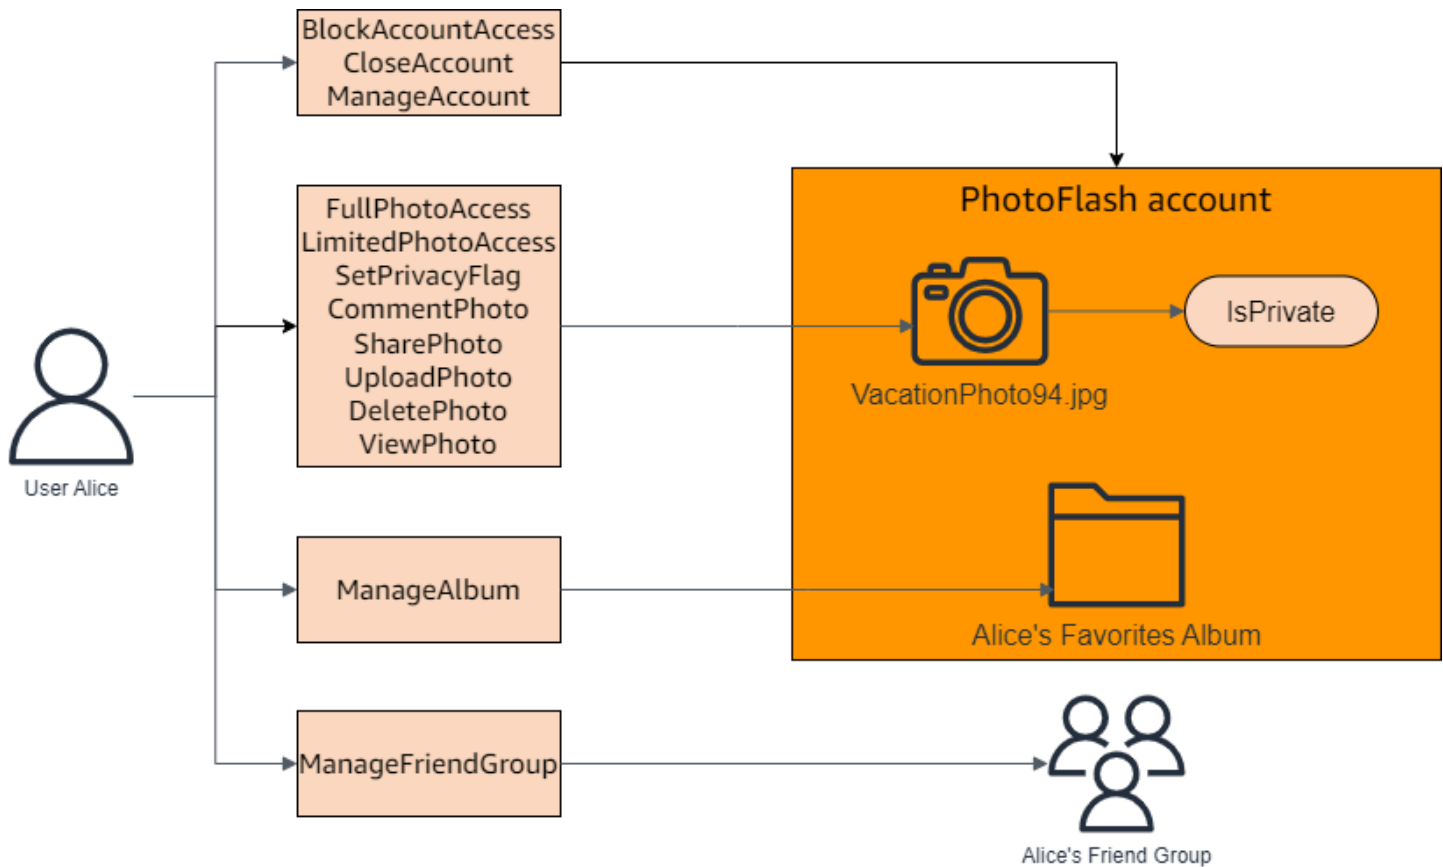 BlockAccountAccess
CloseAccount
ManageAccount
PhotoFlash account
FullPhotoAccess
LimitedPhotoAccess
SetPrivacyFlag
CommentPhoto
SharePhoto
UploadPhoto
DeletePhoto
ViewPhoto
IsPrivate
VacationPhoto94.jpg
User Alice
ManageAlbum
Alice's Favorites Album
ManageFriendGroup
Alice's Friend Group